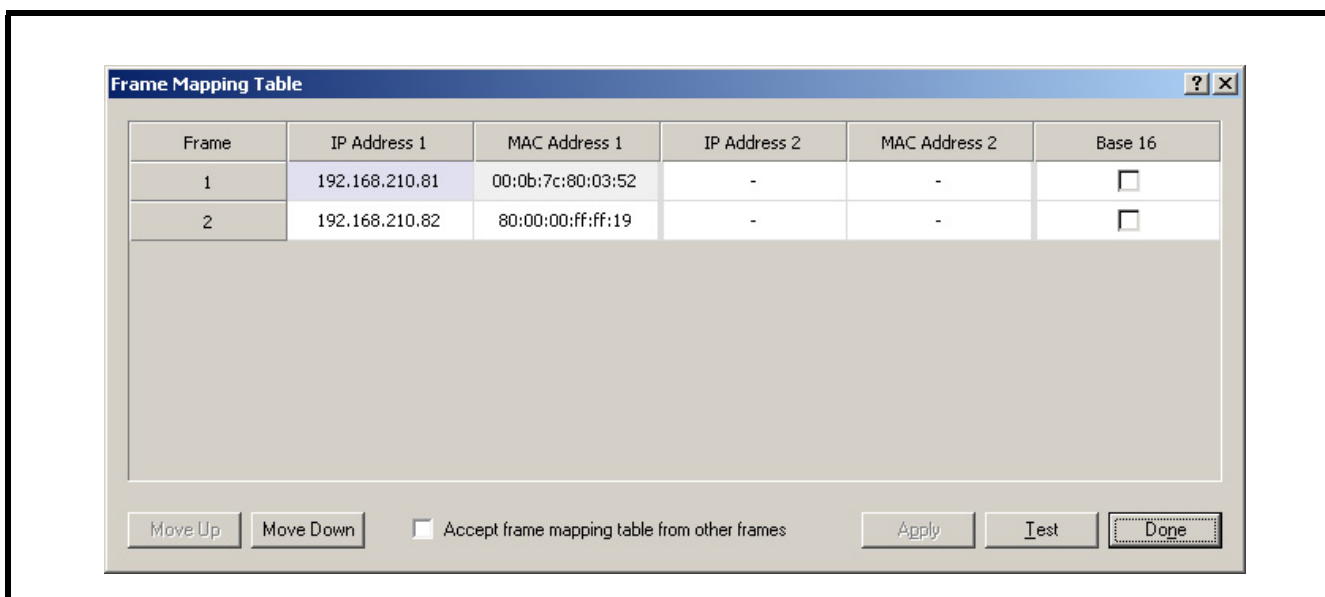 Frame Mapping Table
Frame IP Address 1 MAC Address 1 IP Address 2 MAC Address 2 Base 16
1 192.168.210.81 00:0b:7c:80:03:52 - -
2 192.168.210.82 80:00:00:ff:ff:19 - -
Move Up Move Down Accept frame mapping table from other frames Apply Test Done